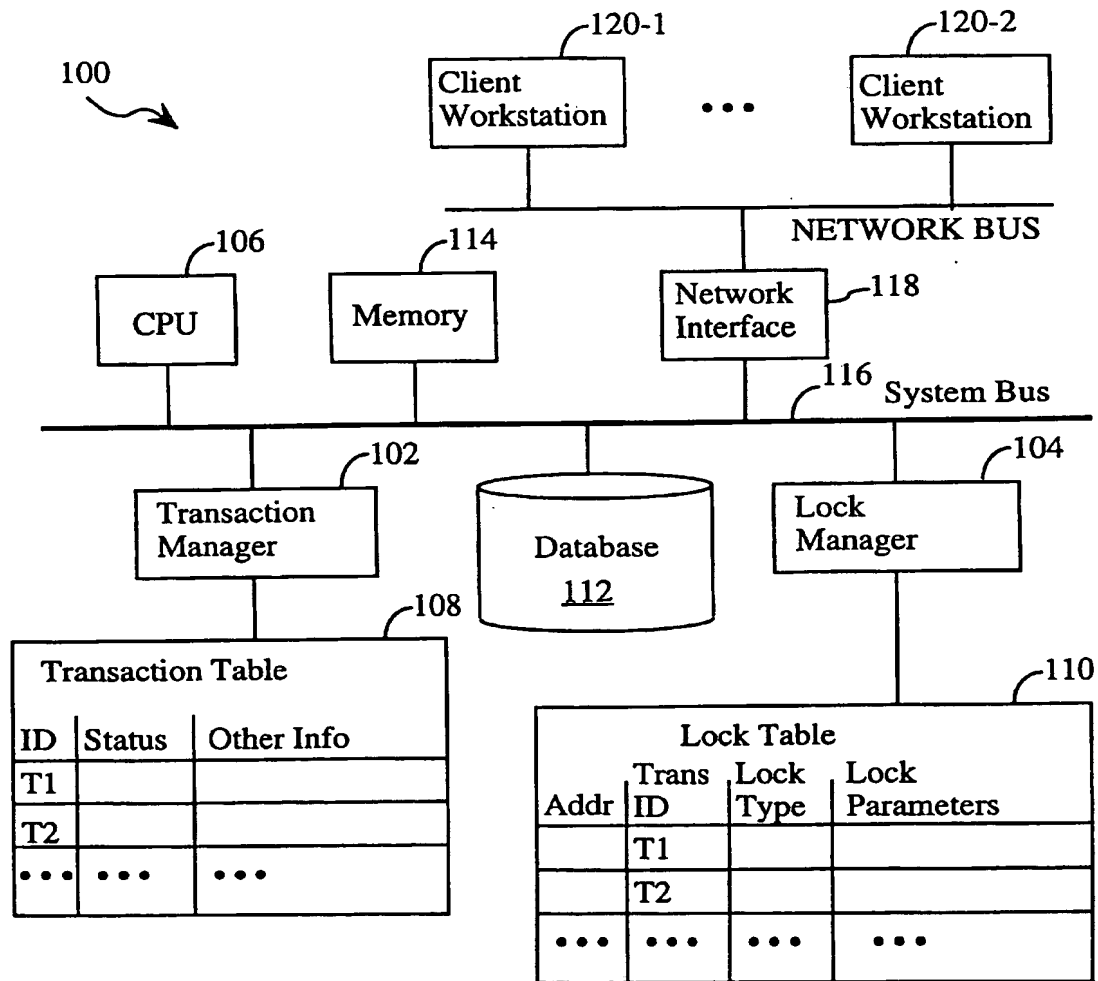 120-1
120-2
100
Client
Workstation
• • •
Client
Workstation
NETWORK BUS
106
114
CPU
Memory
Network
Interface
118
116
System Bus
102
104
Transaction
Manager
Database
112
Lock
Manager
108
Transaction Table
ID Status Other Info
T1
T2
• • • • • • • • •
110
Lock Table
Addr Trans ID Lock Type Lock Parameters
T1
T2
• • • • • • • • • • • •